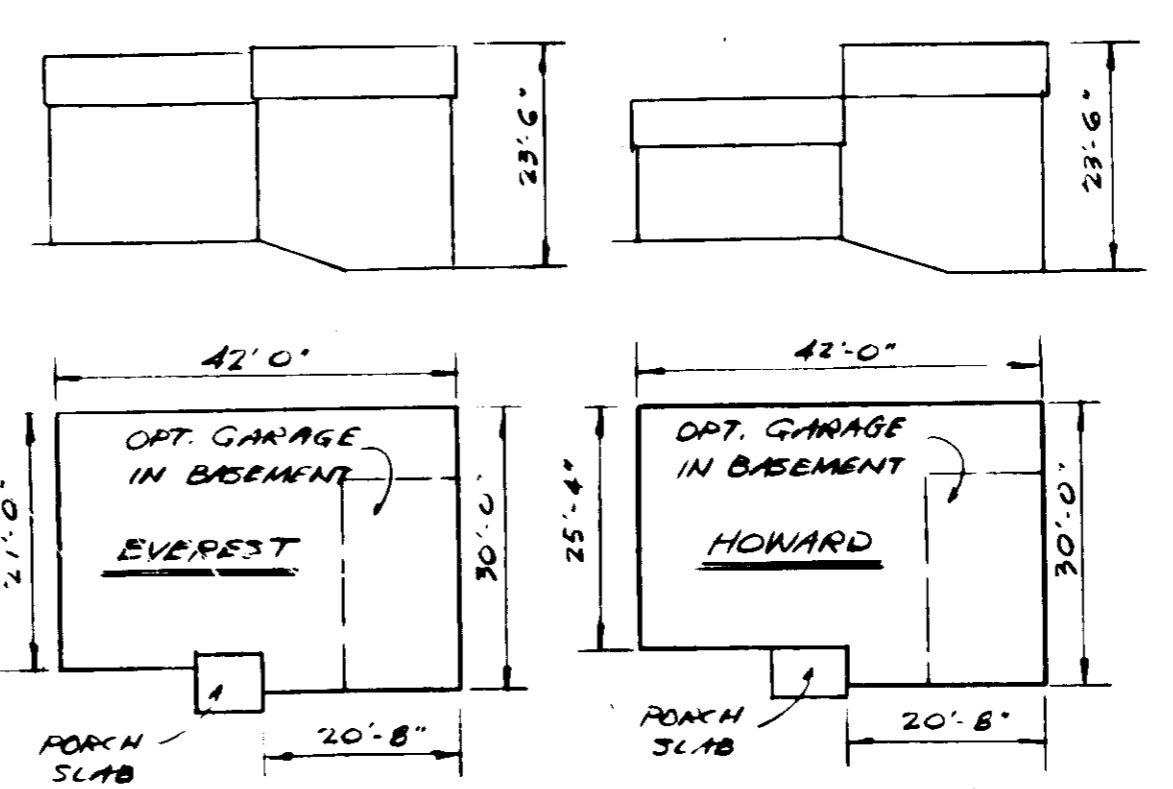 23'-6"
23'-6"
42'0"
42'-0"
OPT. GARAGE
IN BASEMENT
EVEREST
21'-0"
30'-0"
PORCH
SLAB
20'-8"
OPT. GARAGE
IN BASEMENT
HOWARD
25'-4"
30'-0"
PORCH
SLAB
20'-8"